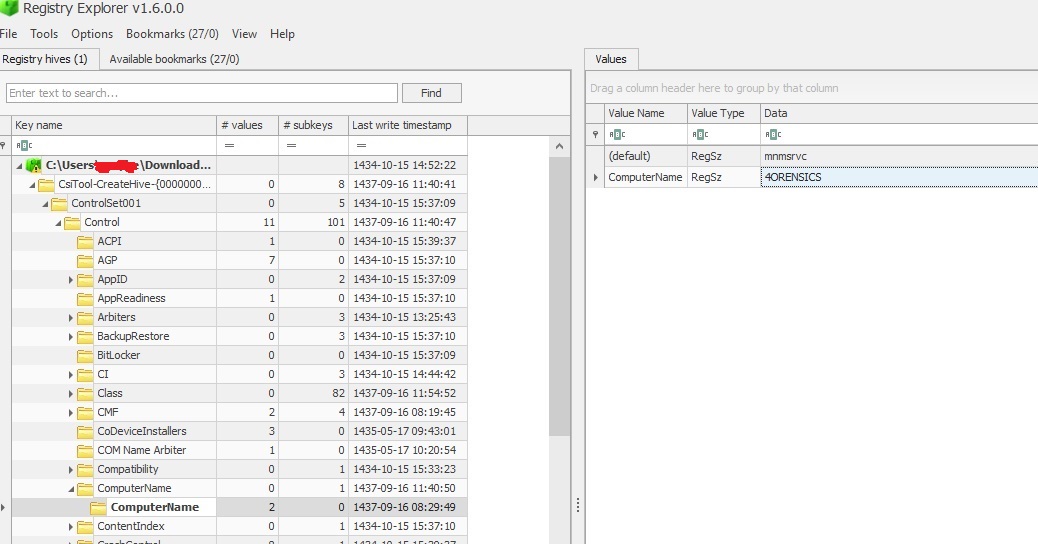 Registry Explorer v1.6.0.0
File Tools Options Bookmarks (27/0) View Help
Registry hives (1) Available bookmarks (27/0)
Enter text to search... Find
Key name # values # subkeys Last write timestamp
ABC = = ABC
C:\Users\ \Download... 1434-10-15 14:52:22
CsiTool-CreateHive-{0000000... 0 8 1437-09-16 11:40:41
ControlSet001 0 5 1434-10-15 15:37:09
Control 11 101 1437-09-16 11:40:47
ACPI 1 0 1434-10-15 15:39:37
AGP 7 0 1434-10-15 15:37:10
AppID 0 2 1434-10-15 15:37:09
AppReadiness 1 0 1434-10-15 15:37:10
Arbiters 0 3 1434-10-15 13:25:43
BackupRestore 0 3 1434-10-15 15:37:10
BitLocker 0 0 1434-10-15 15:37:09
CI 0 3 1434-10-15 14:44:42
Class 0 82 1437-09-16 11:54:52
CMF 2 4 1437-09-16 08:19:45
CoDeviceInstallers 3 0 1435-05-17 09:43:01
COM Name Arbiter 1 0 1435-05-17 10:20:54
Compatibility 0 1 1434-10-15 15:33:23
ComputerName 0 1 1437-09-16 11:40:50
ComputerName 2 0 1437-09-16 08:29:49
ContentIndex 0 1 1434-10-15 15:37:10
Values
Drag a column header here to group by that column
Value Name Value Type Data
ABC ABC ABC
(default) RegSz mnmsrvc
ComputerName RegSz 4ORENSICS